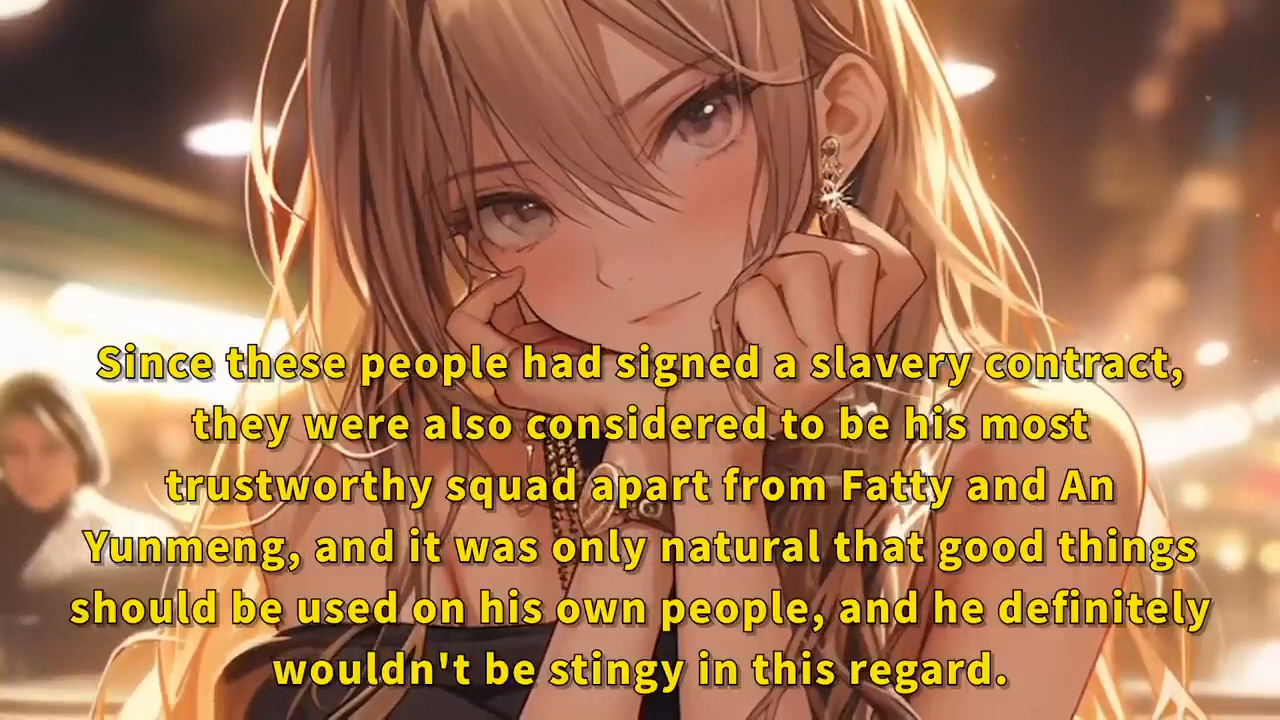 Since these people had signed a slavery contract,
they were also considered to be his most
trustworthy squad apart from Fatty and An
Yunmeng, and it was only natural that good things
should be used on his own people, and he definitely
wouldn't be stingy in this regard.